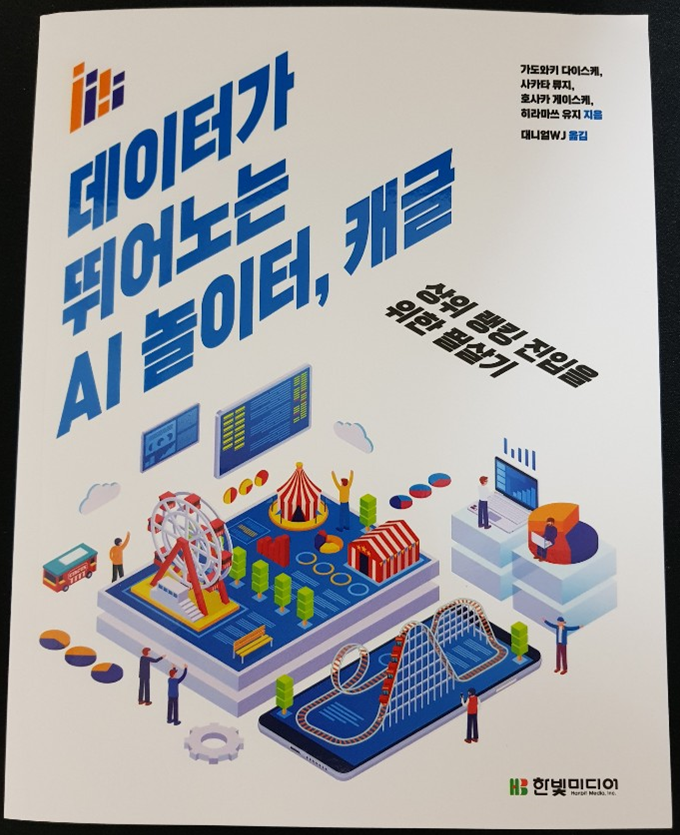 데이터가
뛰어노는
AI 놀이터, 캐글
상위 랭킹 진입을
위한 필살기
가도와키 다이스케,
사카타 류지,
호사카 게이스케,
히라마쓰 유지 지음
대니얼WJ 옮김
HB 한빛미디어
Hanbit Media, Inc.